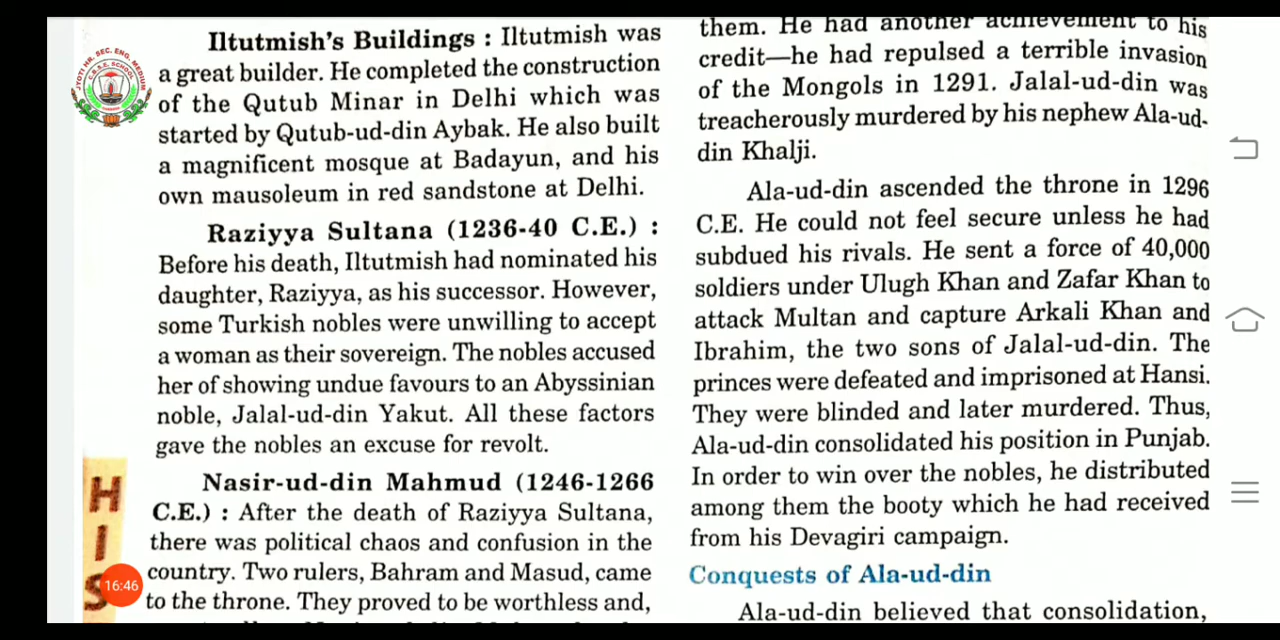 Iltutmish's Buildings : Iltutmish was
a great builder. He completed the construction
of the Qutub Minar in Delhi which was
started by Qutub-ud-din Aybak. He also built
a magnificent mosque at Badayun, and his
own mausoleum in red sandstone at Delhi.
Raziyya Sultana (1236-40 C.E.) :
Before his death, Iltutmish had nominated his
daughter, Raziyya, as his successor. However,
some Turkish nobles were unwilling to accept
a woman as their sovereign. The nobles accused
her of showing undue favours to an Abyssinian
noble, Jalal-ud-din Yakut. All these factors
gave the nobles an excuse for revolt.
Nasir-ud-din Mahmud (1246-1266
C.E.) : After the death of Raziyya Sultana,
there was political chaos and confusion in the
country. Two rulers, Bahram and Masud, came
to the throne. They proved to be worthless and,
them. He had another achievement to his
credit—he had repulsed a terrible invasion
of the Mongols in 1291. Jalal-ud-din was
treacherously murdered by his nephew Ala-ud-
din Khalji.
Ala-ud-din ascended the throne in 1296
C.E. He could not feel secure unless he had
subdued his rivals. He sent a force of 40,000
soldiers under Ulugh Khan and Zafar Khan to
attack Multan and capture Arkali Khan and
Ibrahim, the two sons of Jalal-ud-din. The
princes were defeated and imprisoned at Hansi.
They were blinded and later murdered. Thus,
Ala-ud-din consolidated his position in Punjab.
In order to win over the nobles, he distributed
among them the booty which he had received
from his Devagiri campaign.
Conquests of Ala-ud-din
Ala-ud-din believed that consolidation,
H
I
S
16:46
JYOTI HR. SEC. ENG. MEDIUM
C.B.S.E. SCHOOL